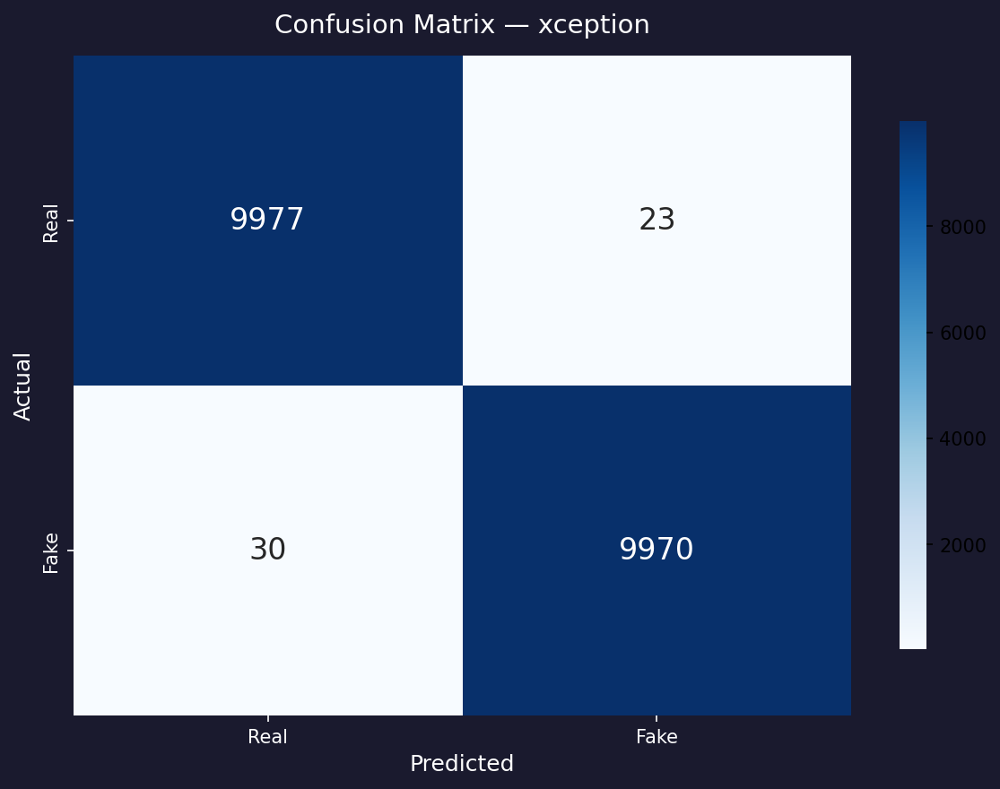 Confusion Matrix — xception
Real
9977
23
8000
6000
Actual
4000
Fake
30
9970
2000
Real
Fake
Predicted